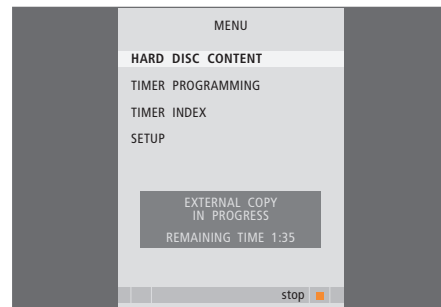 MENU
HARD DISC CONTENT
TIMER PROGRAMMING
TIMER INDEX
SETUP
EXTERNAL COPY
IN PROGRESS
REMAINING TIME 1:35
stop